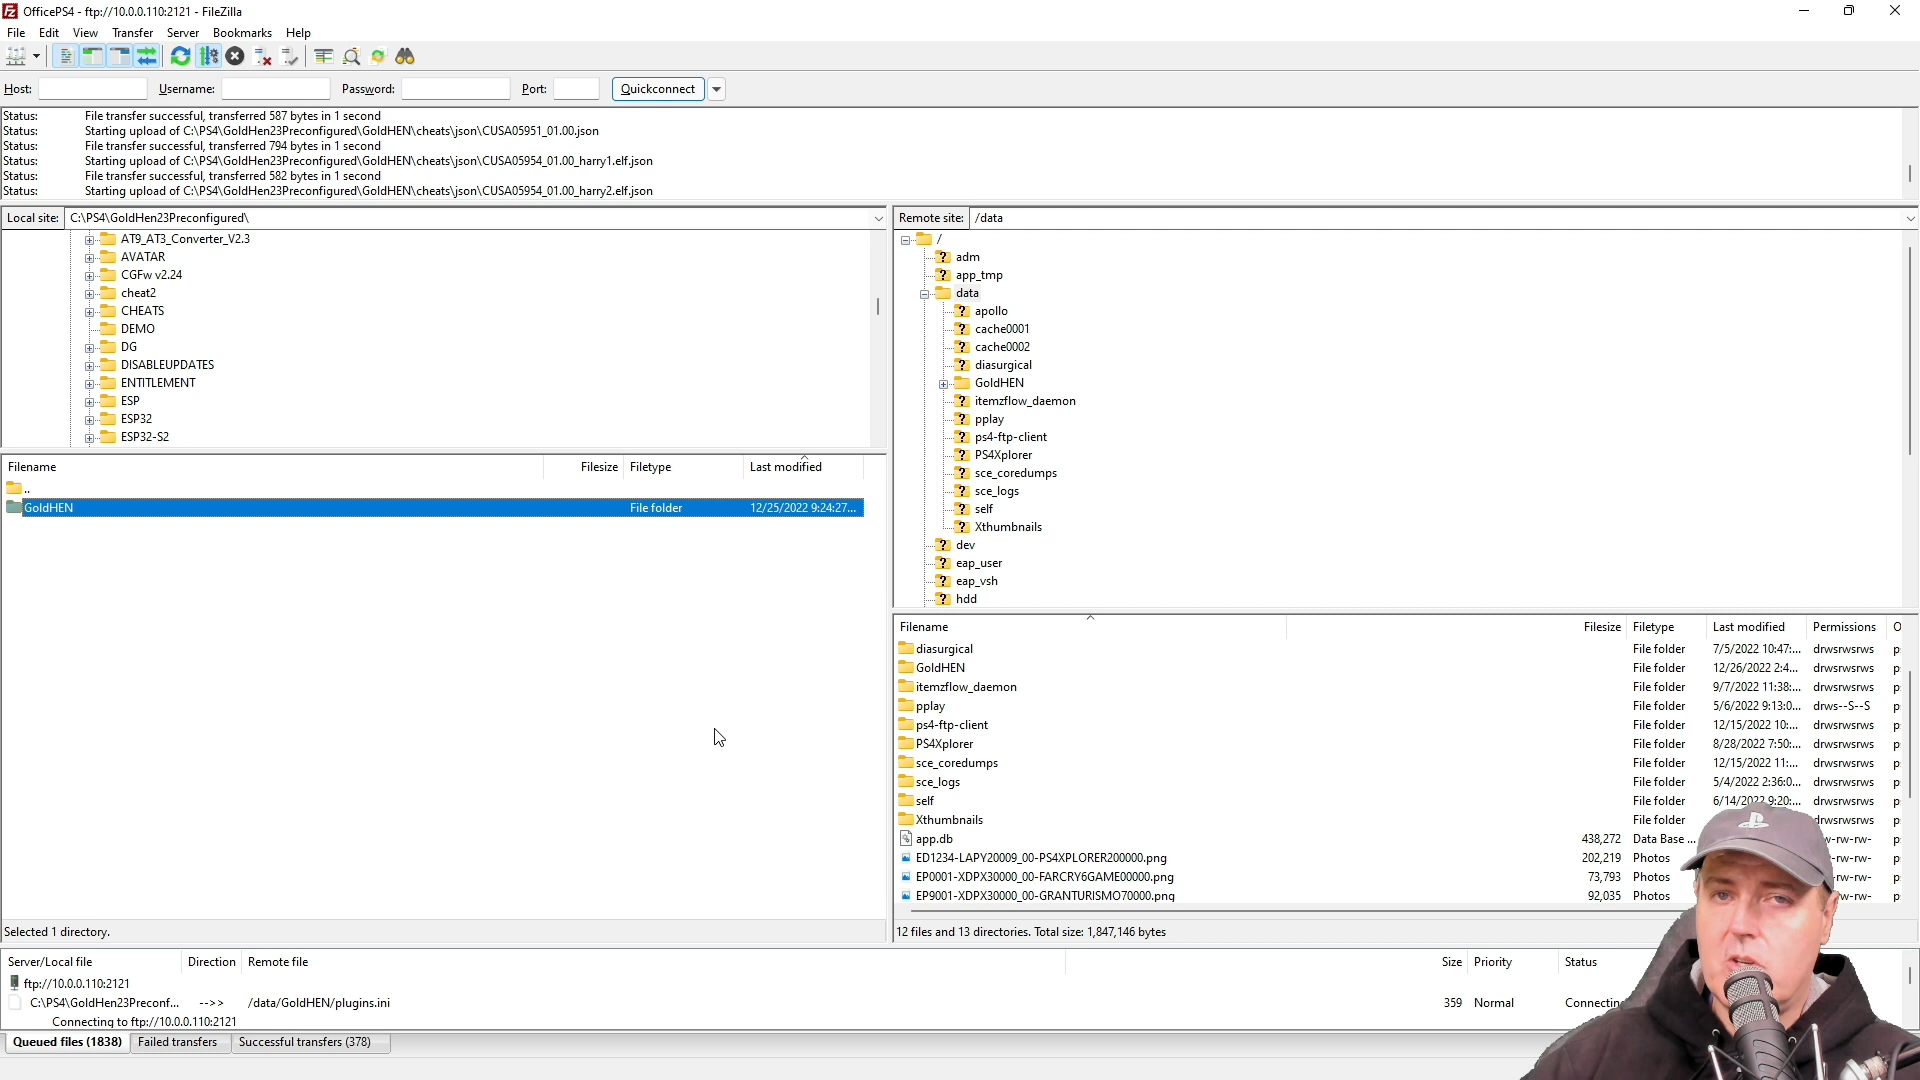 OfficePS4 - ftp://10.0.0.110:2121 - FileZilla
File Edit View Transfer Server Bookmarks Help
Host: Username: Password: Port: Quickconnect
Status: File transfer successful, transferred 587 bytes in 1 second
Status: Starting upload of C:\PS4\GoldHen23Preconfigured\GoldHEN\cheats\json\CUSA05951_01.00.json
Status: File transfer successful, transferred 794 bytes in 1 second
Status: Starting upload of C:\PS4\GoldHen23Preconfigured\GoldHEN\cheats\json\CUSA05954_01.00_harry1.elf.json
Status: File transfer successful, transferred 582 bytes in 1 second
Status: Starting upload of C:\PS4\GoldHen23Preconfigured\GoldHEN\cheats\json\CUSA05954_01.00_harry2.elf.json
Local site: C:\PS4\GoldHen23Preconfigured\
AT9_AT3_Converter_V2.3
AVATAR
CGFw v2.24
cheat2
CHEATS
DEMO
DG
DISABLEUPDATES
ENTITLEMENT
ESP
ESP32
ESP32-S2
Filename Filesize Filetype Last modified
..
GoldHEN File folder 12/25/2022 9:24:27...
Selected 1 directory.
Remote site: /data
/
adm
app_tmp
data
apollo
cache0001
cache0002
diasurgical
GoldHEN
itemzflow_daemon
pplay
ps4-ftp-client
PS4Xplorer
sce_coredumps
sce_logs
self
Xthumbnails
dev
eap_user
eap_vsh
hdd
Filename Filesize Filetype Last modified Permissions O
diasurgical File folder 7/5/2022 10:47:... drwsrwsrws p
GoldHEN File folder 12/26/2022 2:4... drwsrwsrws p
itemzflow_daemon File folder 9/7/2022 11:38:... drwsrwsrws p
pplay File folder 5/6/2022 9:13:0... drws--S--S p
ps4-ftp-client File folder 12/15/2022 10:... drwsrwsrws p
PS4Xplorer File folder 8/28/2022 7:50:... drwsrwsrws p
sce_coredumps File folder 12/15/2022 11:... drwsrwsrws p
sce_logs File folder 5/4/2022 2:36:0... drwsrwsrws p
self File folder 6/14/2022 9:20:... drwsrwsrws p
Xthumbnails File folder drwsrwsrws p
app.db 438,272 Data Base ... w-rw-rw- p
ED1234-LAPY20009_00-PS4XPLORER200000.png 202,219 Photos -rw-rw- p
EP0001-XDPX30000_00-FARCRY6GAME00000.png 73,793 Photos -rw-rw- p
EP9001-XDPX30000_00-GRANTURISMO70000.png 92,035 Photos w-rw-rw- p
12 files and 13 directories. Total size: 1,847,146 bytes
Server/Local file Direction Remote file Size Priority Status
ftp://10.0.0.110:2121
C:\PS4\GoldHen23Preconf... -->> /data/GoldHEN/plugins.ini 359 Normal Connectin
Connecting to ftp://10.0.0.110:2121
Queued files (1838) Failed transfers Successful transfers (378)